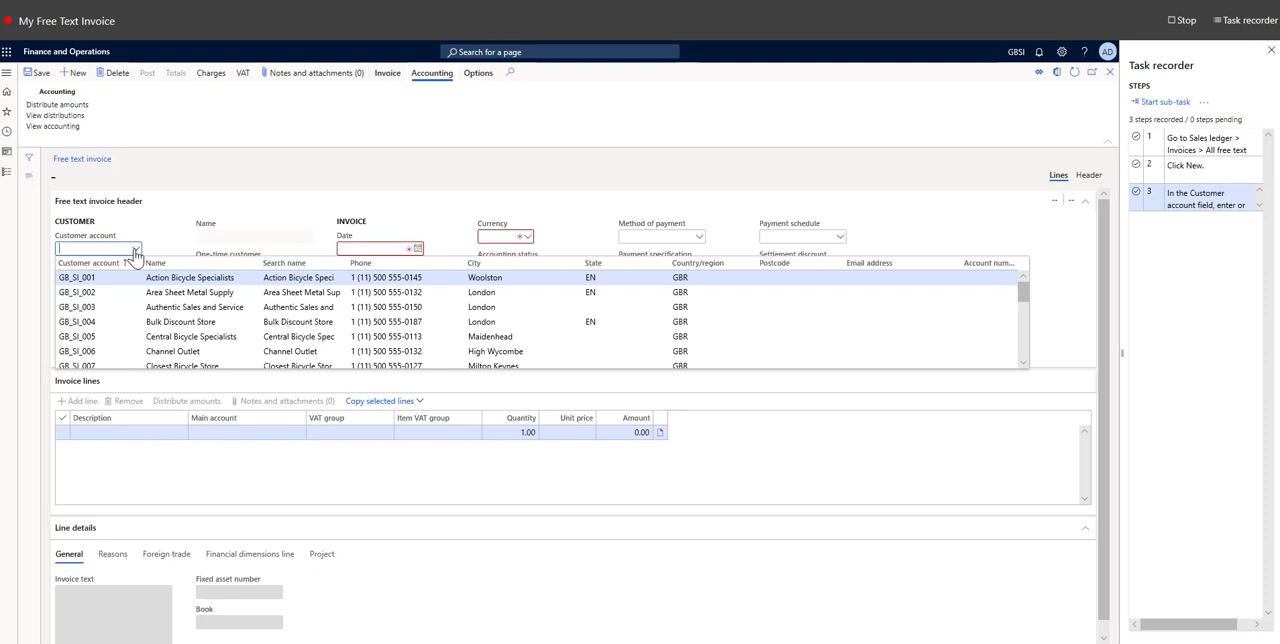 My Free Text Invoice
Stop
Task recorder
Finance and Operations
Search for a page
GBSI
?
AD
Save
New
Delete
Post
Totals
Charges
VAT
Notes and attachments (0)
Invoice
Accounting
Options
Accounting
Distribute amounts
View distributions
View accounting
Task recorder
STEPS
Start sub-task
...
3 steps recorded / 0 steps pending
1 Go to Sales ledger >
Invoices > All free text
2 Click New.
3 In the Customer
account field, enter or
Free text invoice
-
Lines
Header
Free text invoice header
--
--
CUSTOMER
Customer account
Name
INVOICE
Date
Currency
Method of payment
Payment schedule
Customer account Name Search name Phone City State Country/region Postcode Email address Account num...
GB_SI_001 Action Bicycle Specialists Action Bicycle Speci 1 (11) 500 555-0145 Woolston EN GBR
GB_SI_002 Area Sheet Metal Supply Area Sheet Metal Sup 1 (11) 500 555-0132 London EN GBR
GB_SI_003 Authentic Sales and Service Authentic Sales and 1 (11) 500 555-0150 London GBR
GB_SI_004 Bulk Discount Store Bulk Discount Store 1 (11) 500 555-0187 London EN GBR
GB_SI_005 Central Bicycle Specialists Central Bicycle Spec 1 (11) 500 555-0113 Maidenhead GBR
GB_SI_006 Channel Outlet Channel Outlet 1 (11) 500 555-0132 High Wycombe GBR
GB_SI_007 Closest Bicycle Store Closest Bicycle Stor 1 (11) 500 555-0127 Milton Keynes GBR
Invoice lines
Add line
Remove
Distribute amounts
Notes and attachments (0)
Copy selected lines
Description Main account VAT group Item VAT group Quantity Unit price Amount
1.00 0.00
Line details
General
Reasons
Foreign trade
Financial dimensions line
Project
Invoice text
Fixed asset number
Book